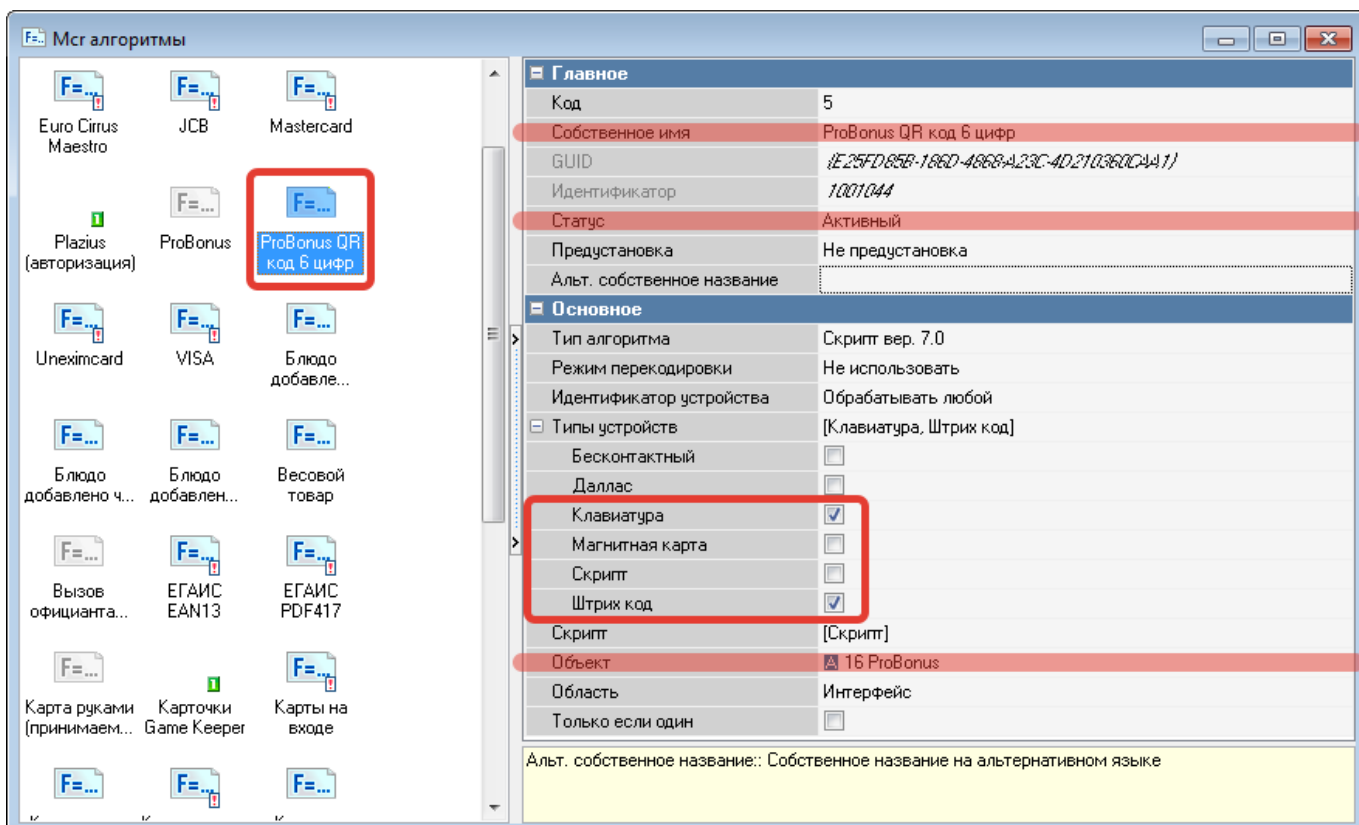 Mcr алгоритмы
Euro Cirrus
Maestro
JCB
Mastercard
Plazius
(авторизация)
ProBonus
ProBonus QR
код 6 цифр
Uneximcard
VISA
Блюдо
добавле...
Блюдо
добавлено ч...
Блюдо
добавлен...
Весовой
товар
Вызов
официанта...
ЕГАИС
EAN13
ЕГАИС
PDF417
Карта руками
(принимаем...
Карточки
Game Keeper
Карты на
входе
Главное
Код 5
Собственное имя ProBonus QR код 6 цифр
GUID {E25FD85B-186D-4868-A23C-4D210360CAA1}
Идентификатор 1001044
Статус Активный
Предустановка Не предустановка
Альт. собственное название
Основное
Тип алгоритма Скрипт вер. 7.0
Режим перекодировки Не использовать
Идентификатор устройства Обрабатывать любой
Типы устройств [Клавиатура, Штрих код]
Бесконтактный
Даллас
Клавиатура
Магнитная карта
Скрипт
Штрих код
Скрипт [Скрипт]
Объект A 16 ProBonus
Область Интерфейс
Только если один
Альт. собственное название:: Собственное название на альтернативном языке